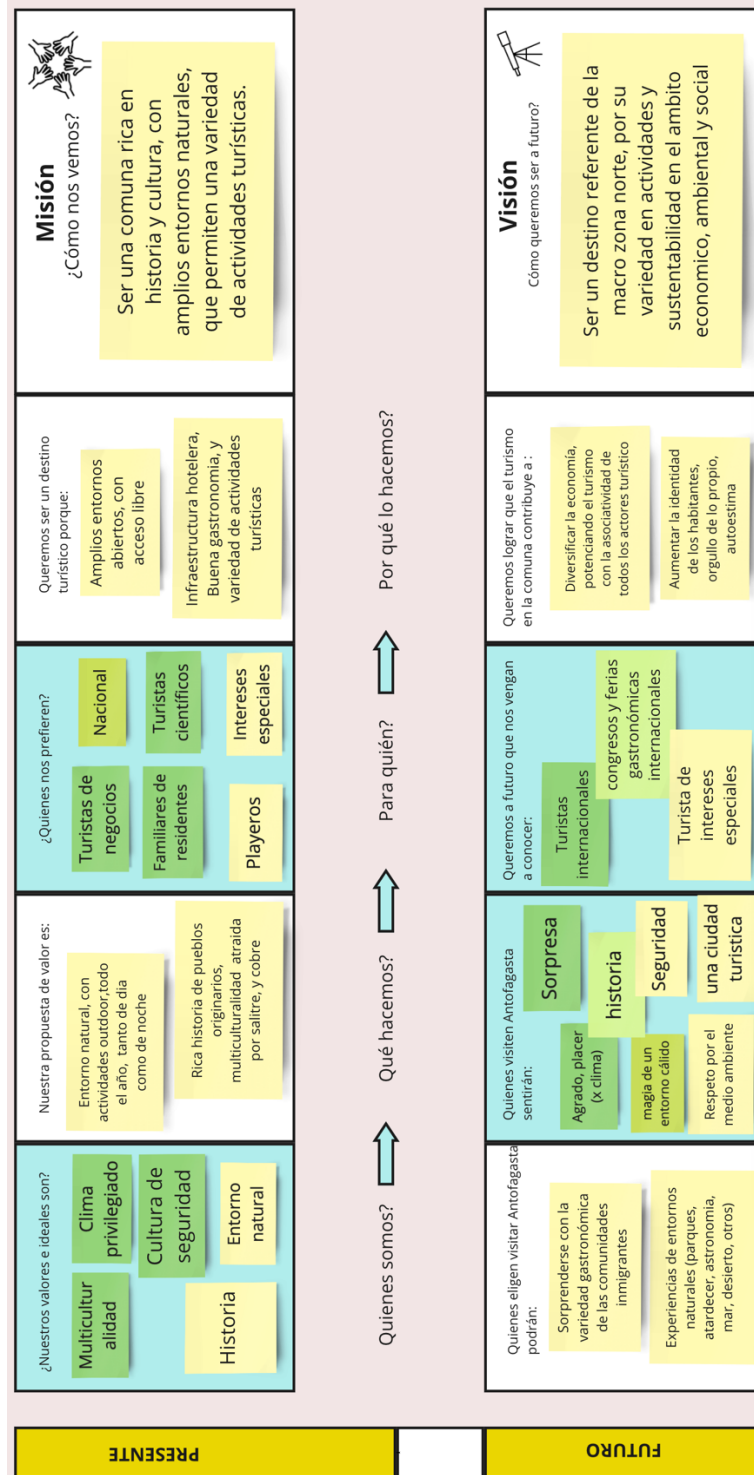 PRESENTE
¿Nuestros valores e ideales son?
Multicultur
alidad
Clima
privilegiado
Cultura de
seguridad
Historia
Entorno
natural
Nuestra propuesta de valor es:
Entorno natural, con
actividades outdoor,todo
el año, tanto de dia
como de noche
Rica historia de pueblos
originarios,
multiculturalidad atraida
por salitre, y cobre
¿Quienes nos prefieren?
Turistas de
negocios
Nacional
Familiares de
residentes
Turistas
científicos
Playeros
Intereses
especiales
Queremos ser un destino
turístico porque:
Amplios entornos
abiertos, con
acceso libre
Infraestructura hotelera,
Buena gastronomia, y
variedad de actividades
turísticas
Misión
¿Cómo nos vemos?
Ser una comuna rica en
historia y cultura, con
amplios entornos naturales,
que permiten una variedad
de actividades turísticas.
Quienes somos?
Qué hacemos?
Para quién?
Por qué lo hacemos?
FUTURO
Quienes eligen visitar Antofagasta
podrán:
Sorprenderse con la
variedad gastronómica
de las comunidades
inmigrantes
Experiencias de entornos
naturales (parques,
atardecer, astronomia,
mar, desierto, otros)
Quienes visiten Antofagasta
sentirán:
Sorpresa
Agrado, placer
(x clima)
historia
magia de un
entorno cálido
Seguridad
Respeto por el
medio ambiente
una ciudad
turistica
Queremos a futuro que nos vengan
a conocer:
Turistas
internacionales
congresos y ferias
gastronómicas
internacionales
Turista de
intereses
especiales
Queremos lograr que el turismo
en la comuna contribuye a :
Diversificar la economía,
potenciando el turismo
con la asociatividad de
todos los actores turístico
Aumentar la identidad
de los habitantes,
orgullo de lo propio,
autoestima
Visión
Cómo queremos ser a futuro?
Ser un destino referente de la
macro zona norte, por su
variedad en actividades y
sustentabilidad en el ambito
economico, ambiental y social